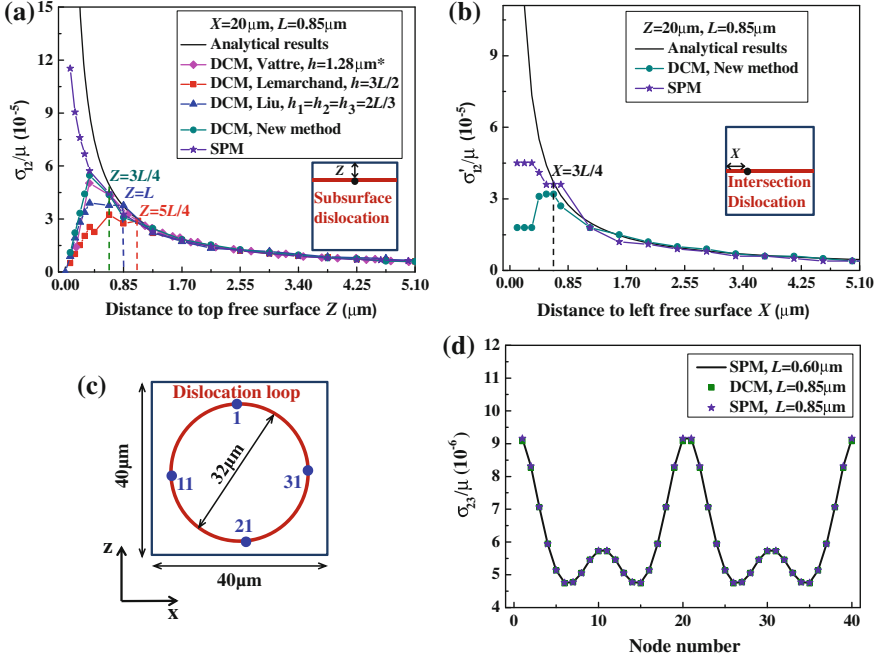 (a)
X=20μm, L=0.85μm
Analytical results
DCM, Vattre, h=1.28μm*
DCM, Lemarchand, h=3L/2
DCM, Liu, h₁=h₂=h₃=2L/3
DCM, New method
SPM
σ₁₂/μ (10⁻⁵)
15
12
9
6
3
0
Z=3L/4
Z=L
Z=5L/4
Z
Subsurface
dislocation
0.00 0.85 1.70 2.55 3.40 4.25 5.10
Distance to top free surface Z (μm)
(b)
Z=20μm, L=0.85μm
Analytical results
DCM, New method
SPM
σ'₁₂/μ (10⁻⁵)
9
6
3
0
X=3L/4
X
Intersection
Dislocation
0.00 0.85 1.70 2.55 3.40 4.25 5.10
Distance to left free surface X (μm)
(c)
Dislocation loop
1
11
21
31
32μm
40μm
40μm
z
x
(d)
SPM, L=0.60μm
DCM, L=0.85μm
SPM, L=0.85μm
σ₂₃/μ (10⁻⁶)
12
11
10
9
8
7
6
5
4
0 10 20 30 40
Node number